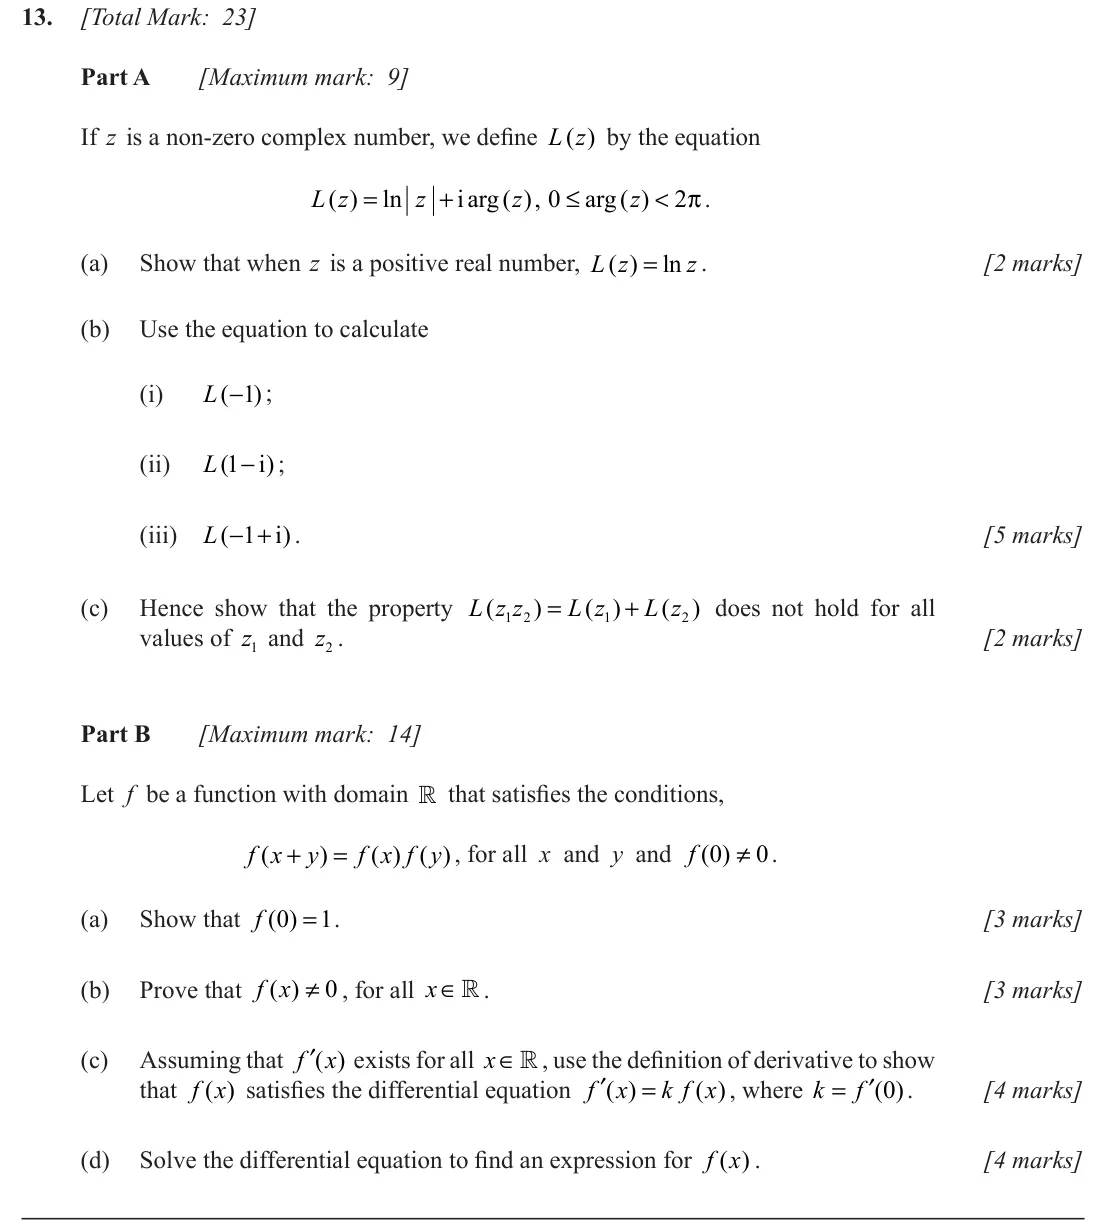 13. [Total Mark: 23]
Part A [Maximum mark: 9]
If z is a non-zero complex number, we define L(z) by the equation
L(z) = ln|z| + i arg(z), 0 ≤ arg(z) < 2π.
(a) Show that when z is a positive real number, L(z) = ln z. [2 marks]
(b) Use the equation to calculate
(i) L(−1);
(ii) L(1−i);
(iii) L(−1+i). [5 marks]
(c) Hence show that the property L(z₁z₂) = L(z₁) + L(z₂) does not hold for all
values of z₁ and z₂. [2 marks]
Part B [Maximum mark: 14]
Let f be a function with domain ℝ that satisfies the conditions,
f(x+y) = f(x)f(y), for all x and y and f(0) ≠ 0.
(a) Show that f(0) = 1. [3 marks]
(b) Prove that f(x) ≠ 0, for all x ∈ ℝ. [3 marks]
(c) Assuming that f′(x) exists for all x ∈ ℝ, use the definition of derivative to show
that f(x) satisfies the differential equation f′(x) = k f(x), where k = f′(0). [4 marks]
(d) Solve the differential equation to find an expression for f(x). [4 marks]